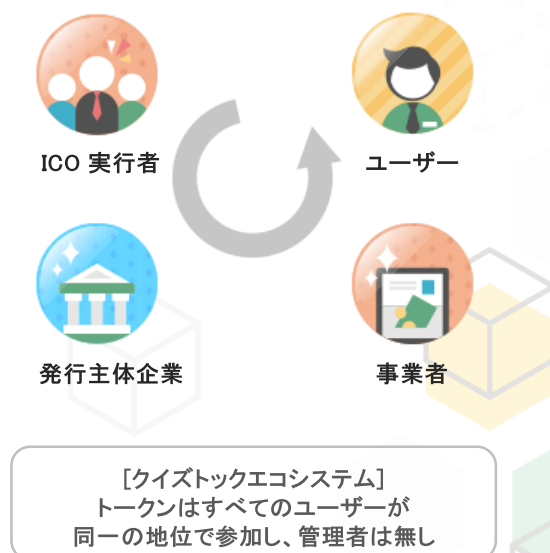 ICO 実行者
ユーザー
発行主体企業
事業者
[クイズトックエコシステム]
トークンはすべてのユーザーが
同一の地位で参加し、管理者は無し